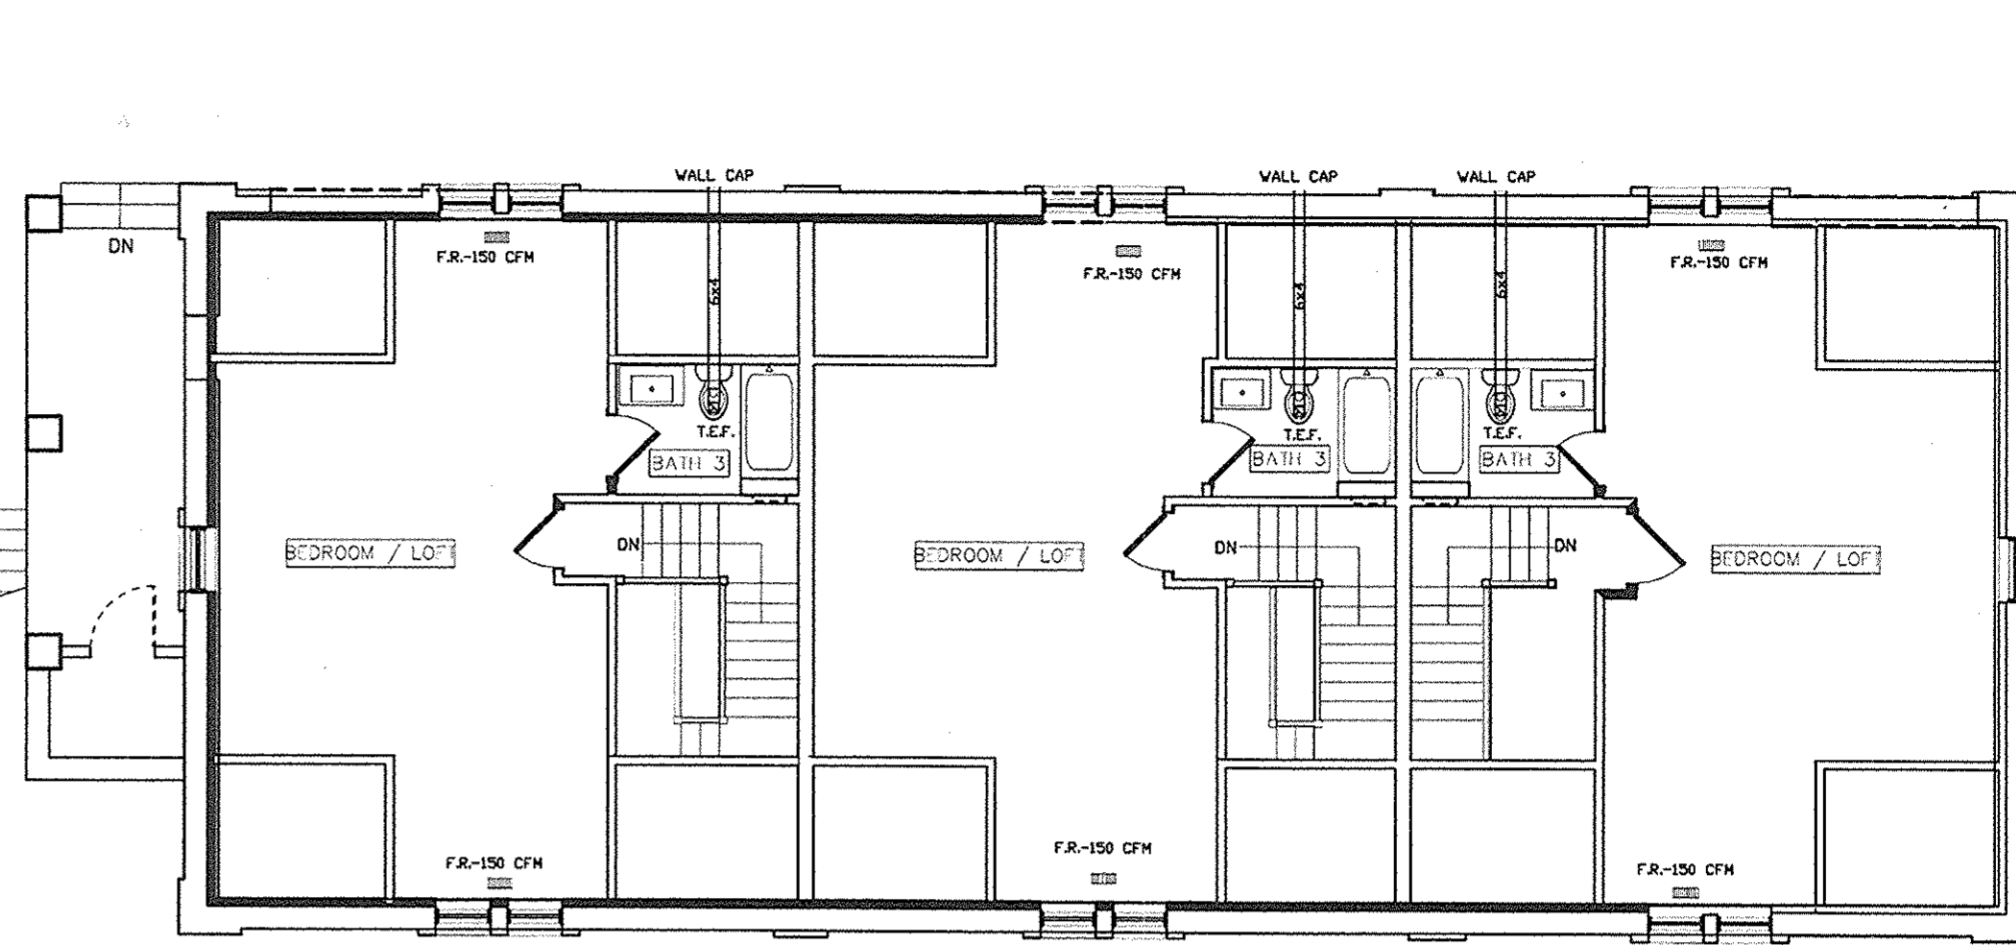 WALL CAP
WALL CAP
WALL CAP
DN
F.R.-150 CFM
F.R.-150 CFM
F.R.-150 CFM
6x4
6x4
6x4
T.E.F.
T.E.F.
T.E.F.
BATH 3
BATH 3
BATH 3
DN
DN
DN
BEDROOM / LOFT
BEDROOM / LOFT
BEDROOM / LOFT
F.R.-150 CFM
F.R.-150 CFM
F.R.-150 CFM